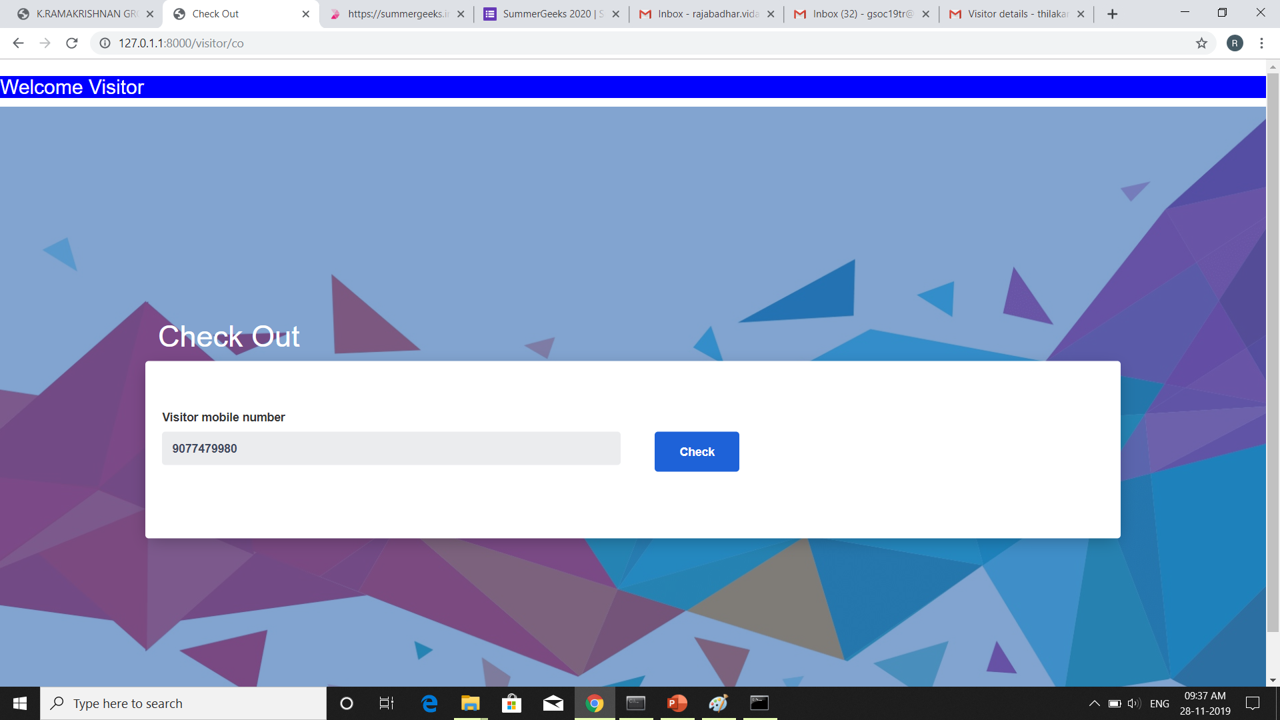 K.RAMAKRISHNAN GR
Check Out
https://summergeeks.i
SummerGeeks 2020 | S
Inbox - rajabadhar.vida
Inbox (32) - gsoc19tr@
Visitor details - thilakar
127.0.1.1:8000/visitor/co
R
Welcome Visitor
Check Out
Visitor mobile number
9077479980
Check
Type here to search
ENG
09:37 AM
28-11-2019